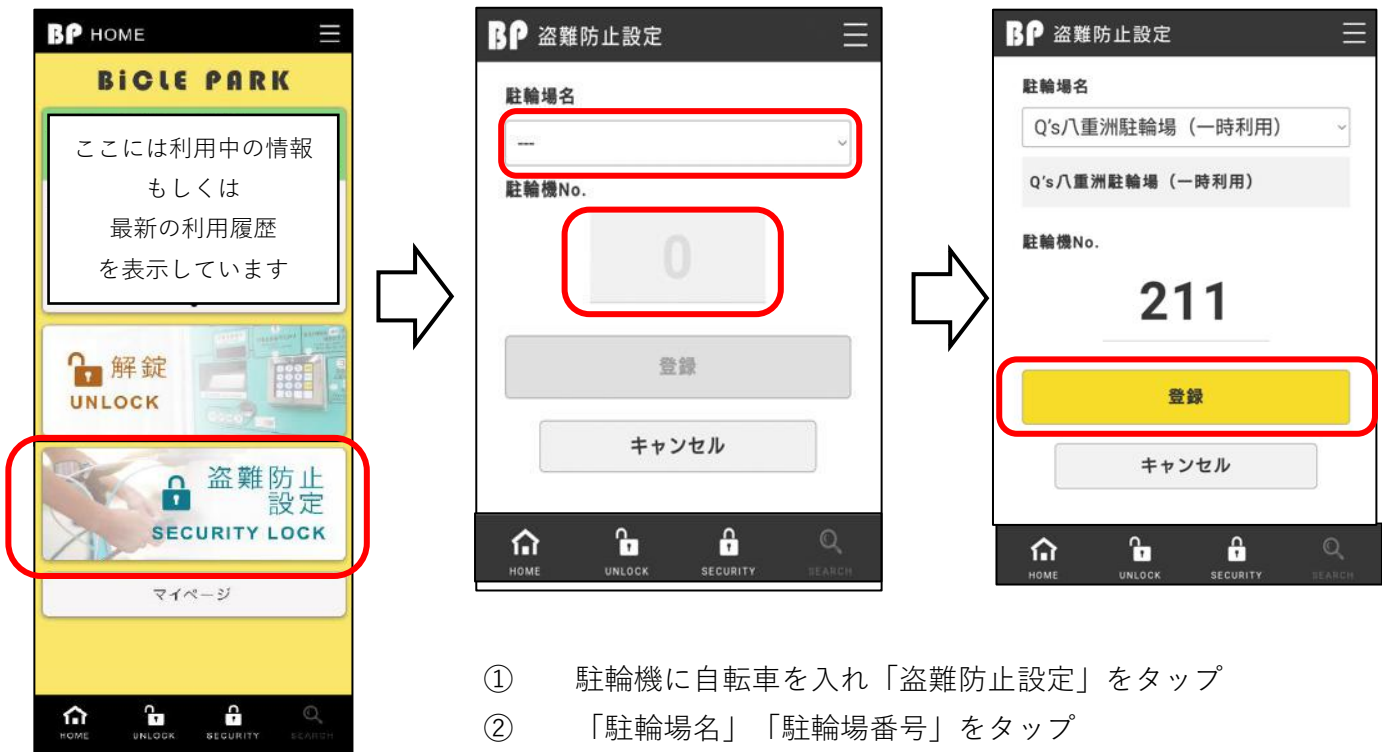 BP HOME
BiCLE PARK
ここには利用中の情報
もしくは
最新の利用履歴
を表示しています
解錠
UNLOCK
盗難防止
設定
SECURITY LOCK
マイページ
HOME
UNLOCK
SECURITY
SEARCH
BP 盗難防止設定
駐輪場名
---
駐輪機No.
0
登録
キャンセル
HOME
UNLOCK
SECURITY
SEARCH
BP 盗難防止設定
駐輪場名
Q's八重洲駐輪場（一時利用）
Q's八重洲駐輪場（一時利用）
駐輪機No.
211
登録
キャンセル
HOME
UNLOCK
SECURITY
SEARCH
① 駐輪機に自転車を入れ「盗難防止設定」をタップ
② 「駐輪場名」「駐輪場番号」をタップ